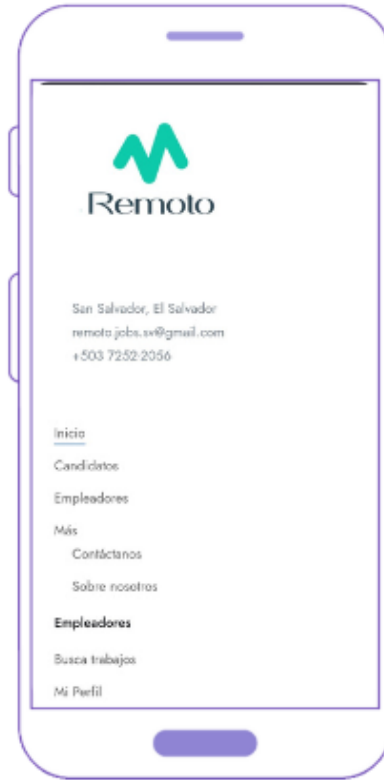 Remoto
San Salvador, El Salvador
remoto.jobs.sv@gmail.com
+503 7252-2056
Inicio
Candidatos
Empleadores
Más
Contáctanos
Sobre nosotros
Empleadores
Busca trabajos
Mi Perfil